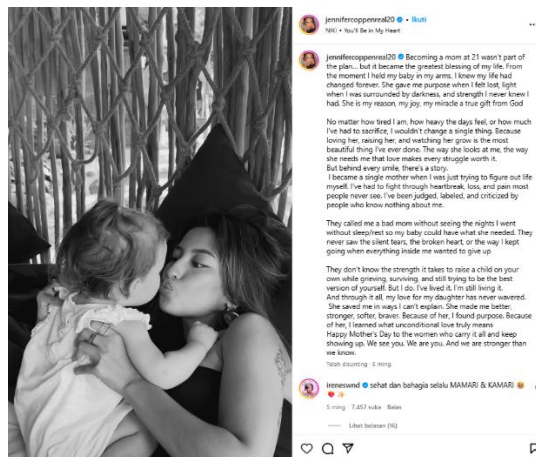 jennifercoppenreal20 • Ikuti
NIKI • You'll Be in My Heart
jennifercoppenreal20 Becoming a mom at 21 wasn't part of
the plan... but it became the greatest blessing of my life. From
the moment I held my baby in my arms, I knew my life had
changed forever. She gave me purpose when I felt lost, light
when I was surrounded by darkness, and strength I never knew I
had. She is my reason, my joy, my miracle a true gift from God
No matter how tired I am, how heavy the days feel, or how much
I've had to sacrifice, I wouldn't change a single thing. Because
loving her, raising her, and watching her grow is the most
beautiful thing I've ever done. The way she looks at me, the way
she needs me that love makes every struggle worth it.
But behind every smile, there's a story.
I became a single mother when I was just trying to figure out life
myself. I've had to fight through heartbreak, loss, and pain most
people never see. I've been judged, labeled, and criticized by
people who know nothing about me.
They called me a bad mom without seeing the nights I went
without sleep/rest so my baby could have what she needed. They
never saw the silent tears, the broken heart, or the way I kept
going when everything inside me wanted to give up
They don't know the strength it takes to raise a child on your
own while grieving, surviving, and still trying to be the best
version of yourself. But I do. I've lived it. I'm still living it.
And through it all, my love for my daughter has never wavered.
She saved me in ways I can't explain. She made me better,
stronger, softer, braver. Because of her, I found purpose. Because
of her, I learned what unconditional love truly means
Happy Mother's Day to the women who carry it all and keep
showing up. We see you. We are you. And we are stronger than
we know.
Telah disunting · 5 ming
ireneswnd sehat dan bahagia selalu MAMARI & KAMARI
5 ming 7,457 suka Balas
Lihat balasan (16)